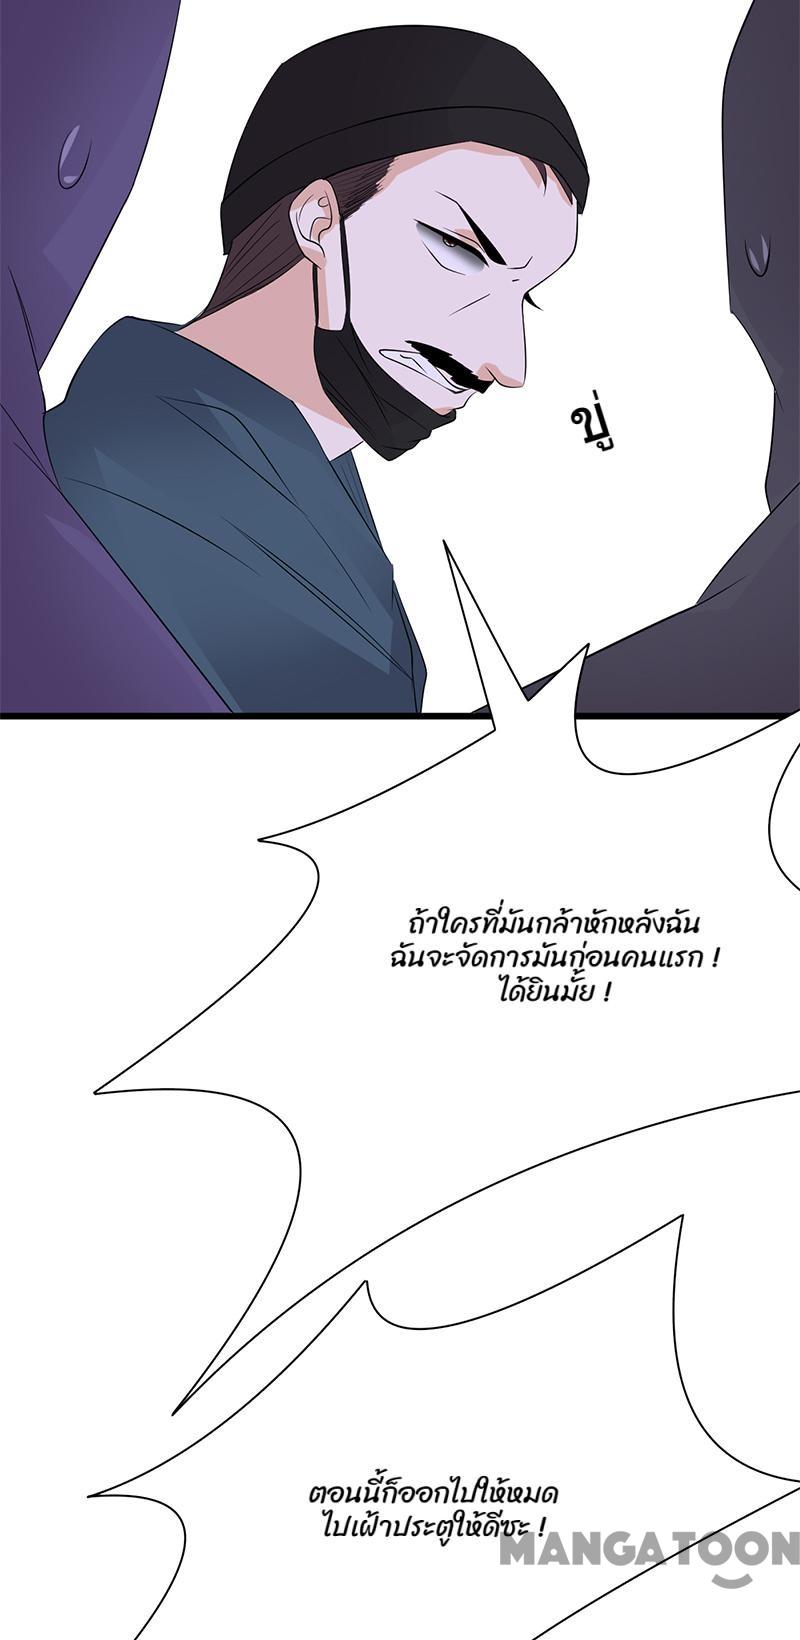 ขู่
ถ้าใครที่มันกล้าหักหลังฉัน
ฉันจะจัดการมันก่อนคนแรก !
ได้ยินมั้ย !
ตอนนี้ก็ออกไปให้หมด
ไปเฝ้าประตูให้ดีซะ !
MANGATOON